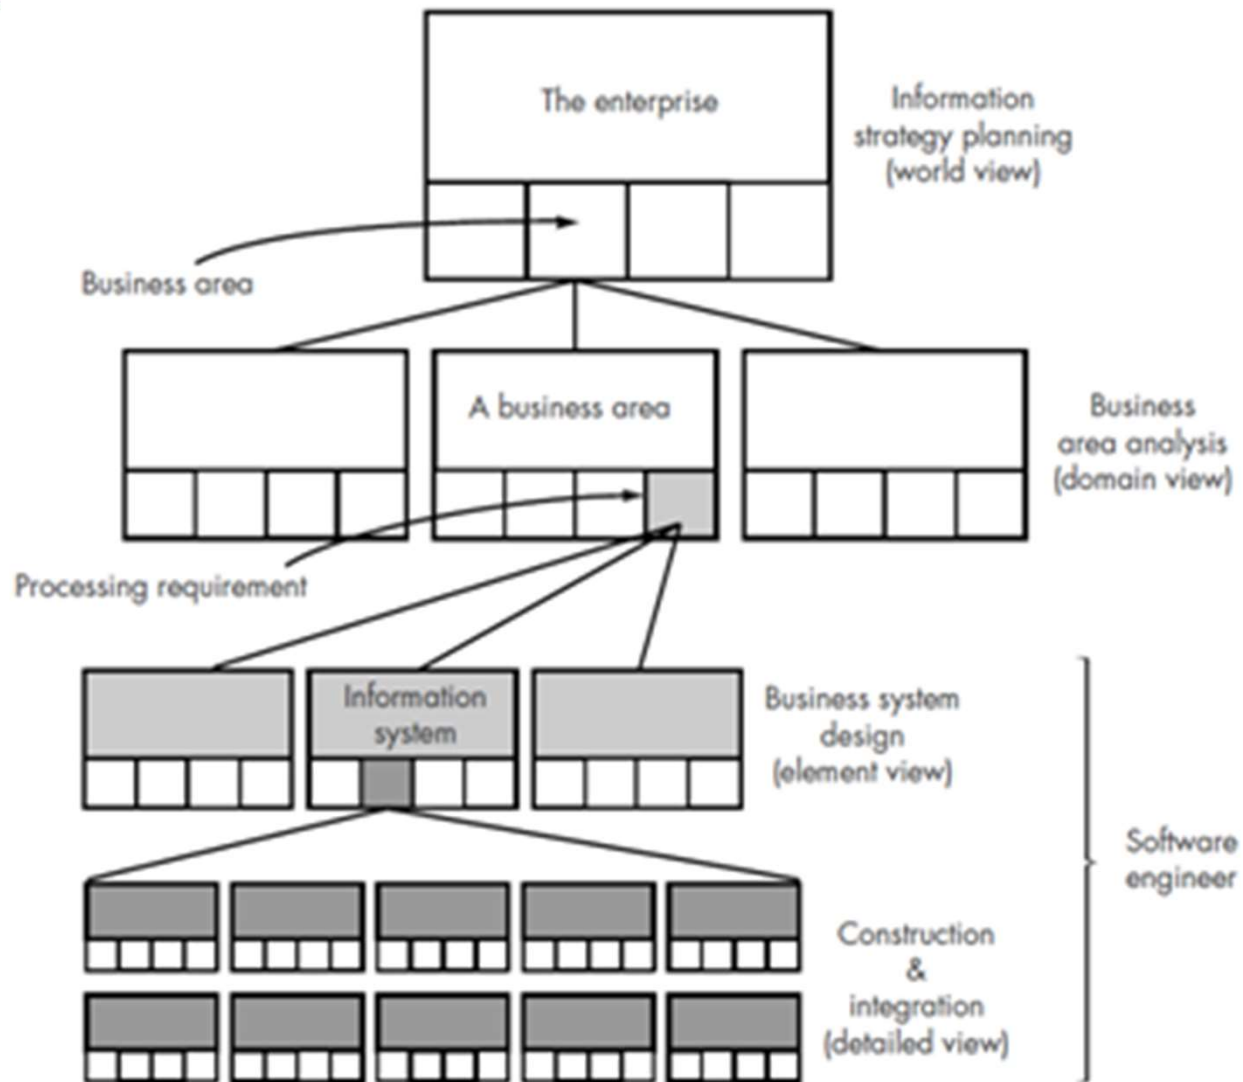 The enterprise
Information
strategy planning
(world view)
Business area
A business area
Business
area analysis
(domain view)
Processing requirement
Information
system
Business system
design
(element view)
Software
engineer
Construction
&
integration
(detailed view)